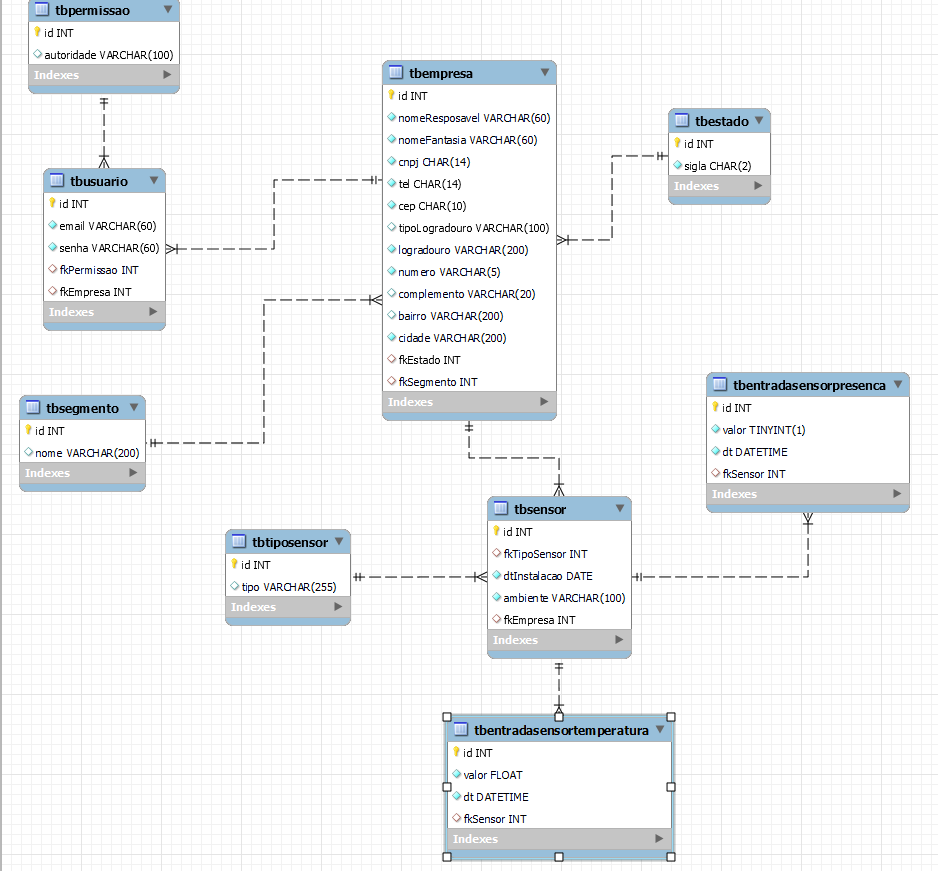 tbpermissao
id INT
autoridade VARCHAR(100)
Indexes
tbusuario
id INT
email VARCHAR(60)
senha VARCHAR(60)
fkPermissao INT
fkEmpresa INT
Indexes
tbempresa
id INT
nomeResposavel VARCHAR(60)
nomeFantasia VARCHAR(60)
cnpj CHAR(14)
tel CHAR(14)
cep CHAR(10)
tipoLogradouro VARCHAR(100)
logradouro VARCHAR(200)
numero VARCHAR(5)
complemento VARCHAR(20)
bairro VARCHAR(200)
cidade VARCHAR(200)
fkEstado INT
fkSegmento INT
Indexes
tbestado
id INT
sigla CHAR(2)
Indexes
tbsegmento
id INT
nome VARCHAR(200)
Indexes
tbentradasensorpresenca
id INT
valor TINYINT(1)
dt DATETIME
fkSensor INT
Indexes
tbtiposensor
id INT
tipo VARCHAR(255)
Indexes
tbsensor
id INT
fkTipoSensor INT
dtInstalacao DATE
ambiente VARCHAR(100)
fkEmpresa INT
Indexes
tbentradasensortemperatura
id INT
valor FLOAT
dt DATETIME
fkSensor INT
Indexes